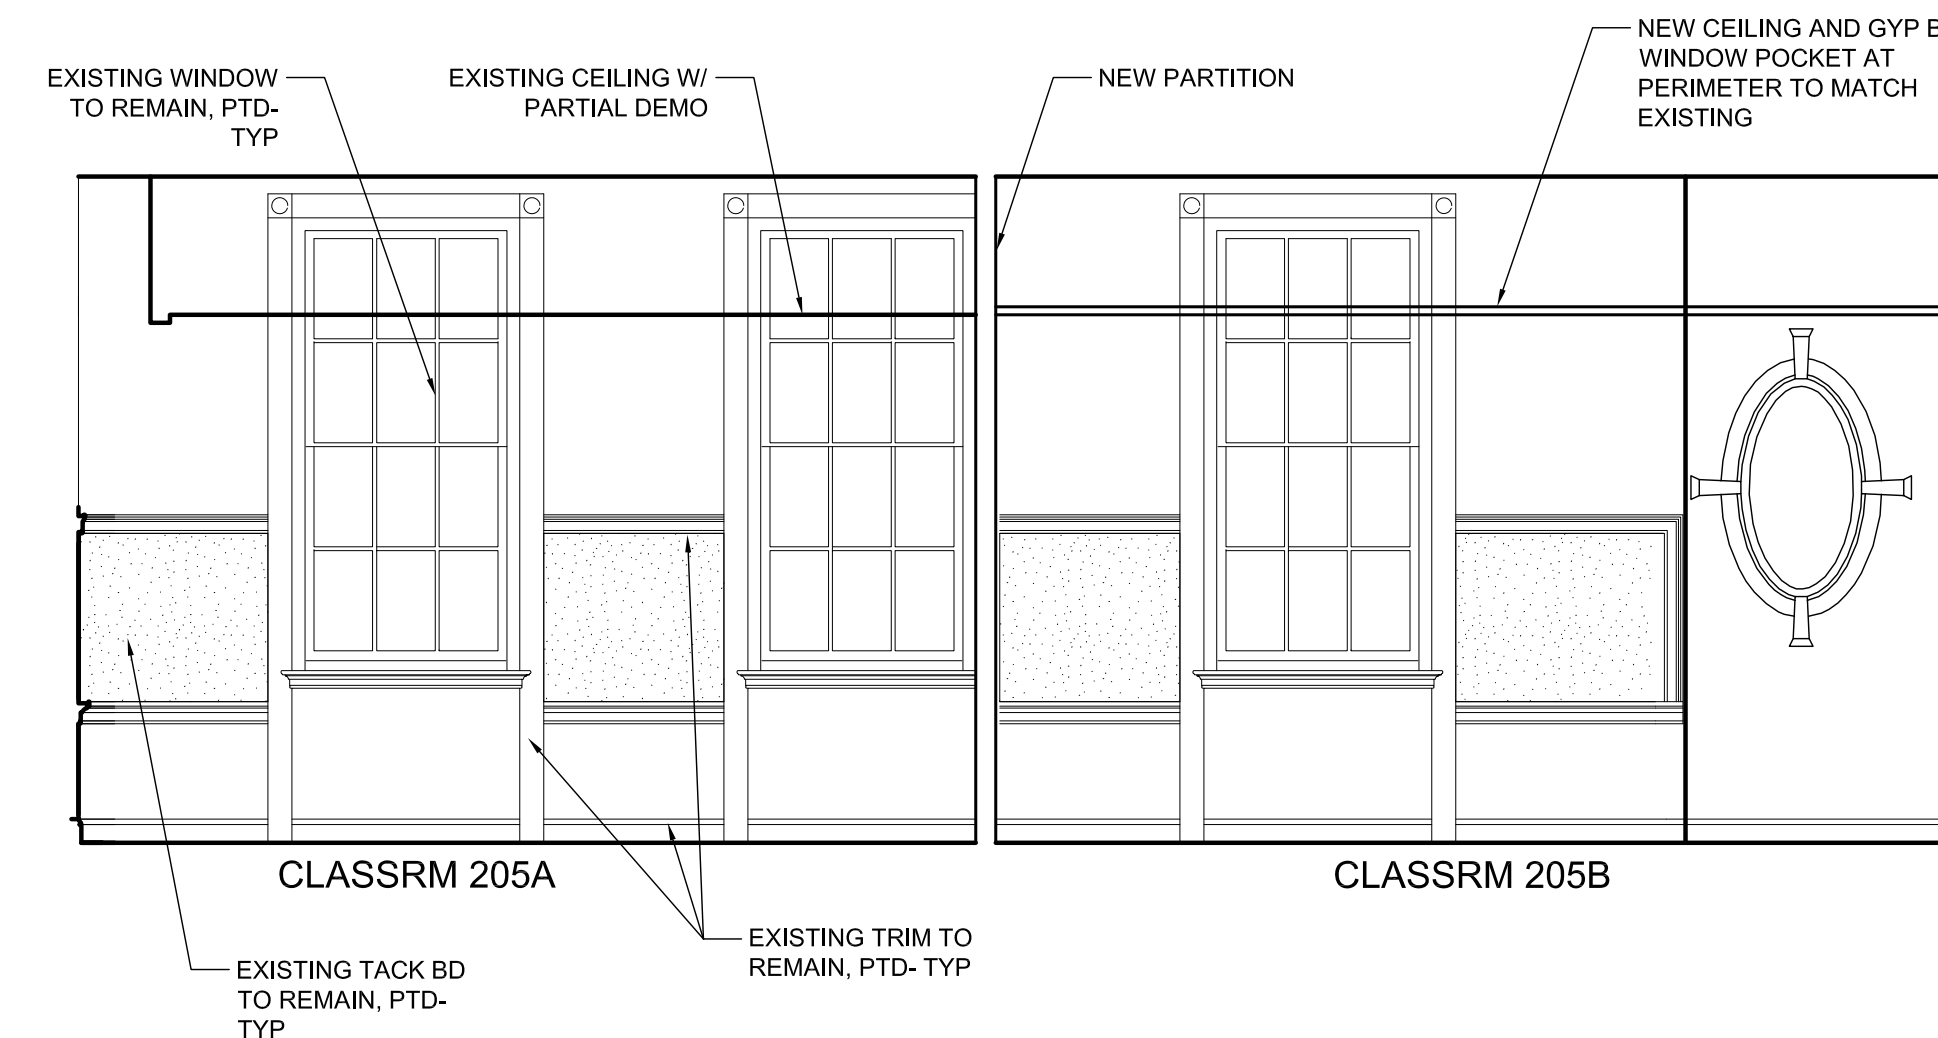 EXISTING WINDOW
TO REMAIN, PTD-
TYP
EXISTING CEILING W/
PARTIAL DEMO
NEW PARTITION
NEW CEILING AND GYP
WINDOW POCKET AT
PERIMETER TO MATCH
EXISTING
CLASSRM 205A
CLASSRM 205B
EXISTING TACK BD
TO REMAIN, PTD-
TYP
EXISTING TRIM TO
REMAIN, PTD- TYP